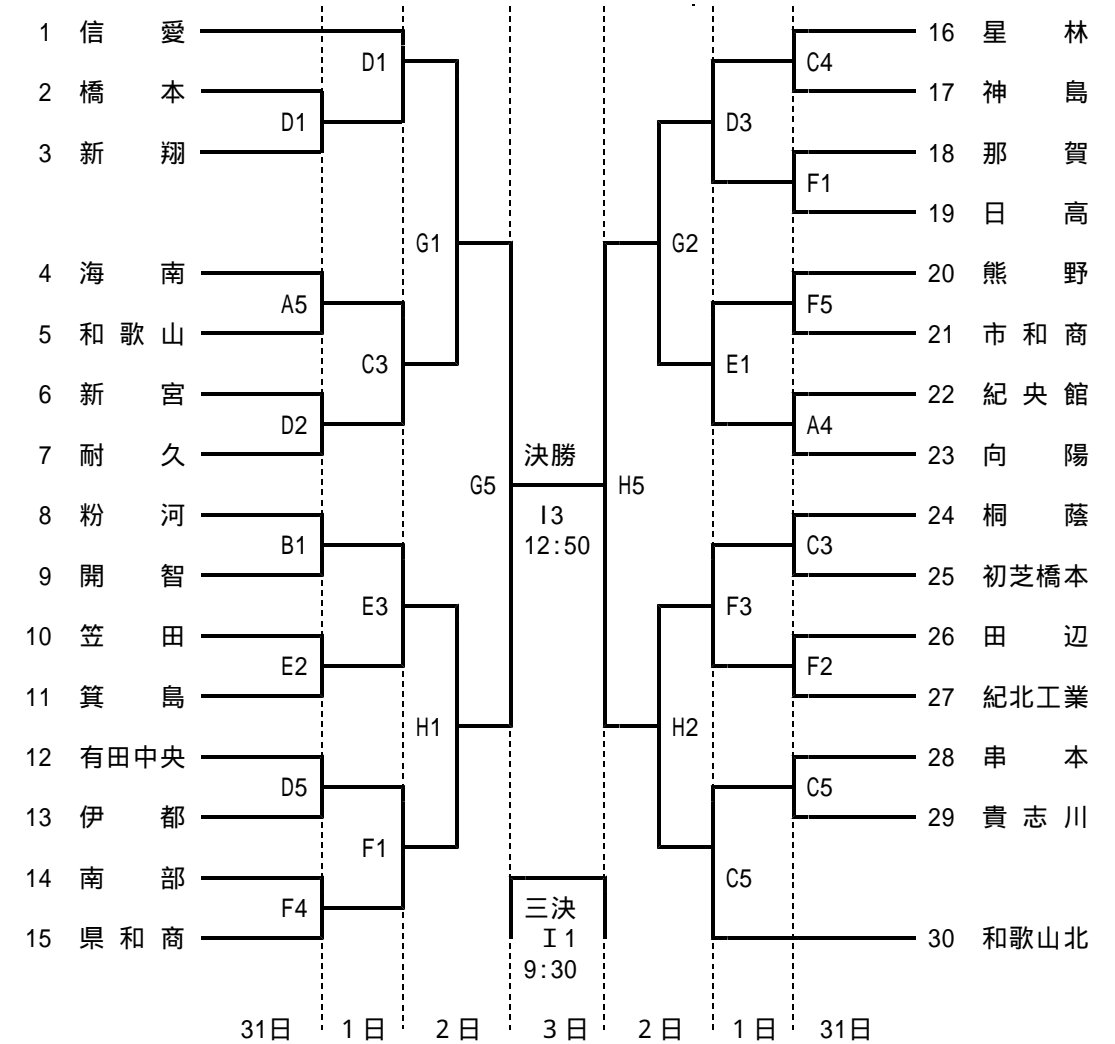 1 信愛
D1
2 橋本
D1
3 新翔
G1
4 海南
A5
5 和歌山
C3
6 新宮
D2
7 耐久
G5
8 粉河
B1
9 開智
E3
10 笠田
E2
11 箕島
H1
12 有田中央
D5
13 伊都
F1
14 南部
F4
15 県和商
決勝
I3
12:50
三決
I1
9:30
16 星林
C4
17 神島
D3
18 那賀
F1
19 日高
G2
20 熊野
F5
21 市和商
E1
22 紀央館
A4
23 向陽
H5
24 桐蔭
C3
25 初芝橋本
F3
26 田辺
F2
27 紀北工業
H2
28 串本
C5
29 貴志川
C5
30 和歌山北
31日 1日 2日 3日 2日 1日 31日